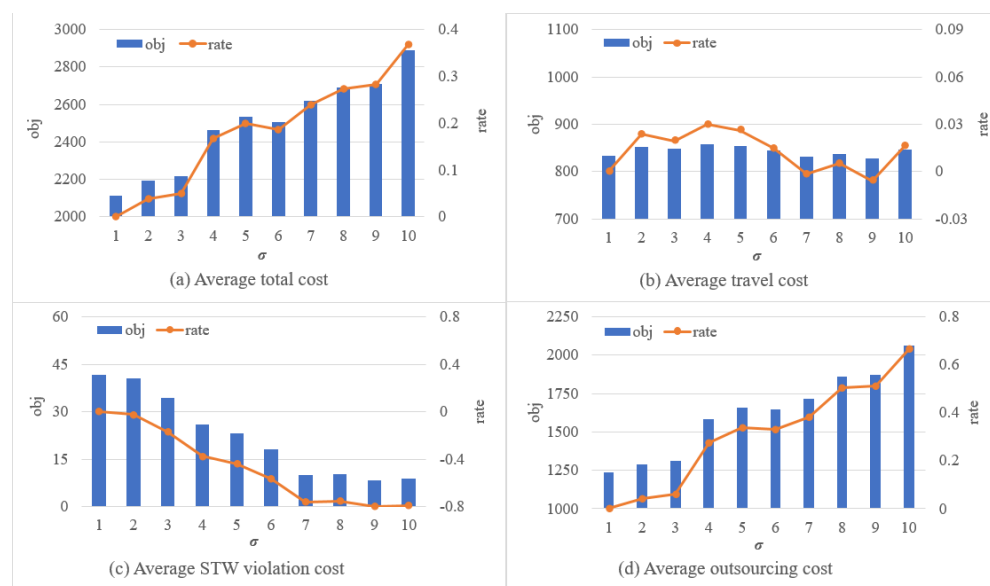 3000
2800
2600
2400
2200
2000
obj
obj rate
0.4
0.3
0.2
0.1
0
rate
1 2 3 4 5 6 7 8 9 10
σ
(a) Average total cost
1100
1000
900
800
700
obj
obj rate
0.09
0.06
0.03
0
-0.03
rate
1 2 3 4 5 6 7 8 9 10
σ
(b) Average travel cost
60
45
30
15
0
obj
obj rate
0.8
0.4
0
-0.4
-0.8
rate
1 2 3 4 5 6 7 8 9 10
σ
(c) Average STW violation cost
2250
2000
1750
1500
1250
1000
obj
obj rate
0.8
0.6
0.4
0.2
0
rate
1 2 3 4 5 6 7 8 9 10
σ
(d) Average outsourcing cost